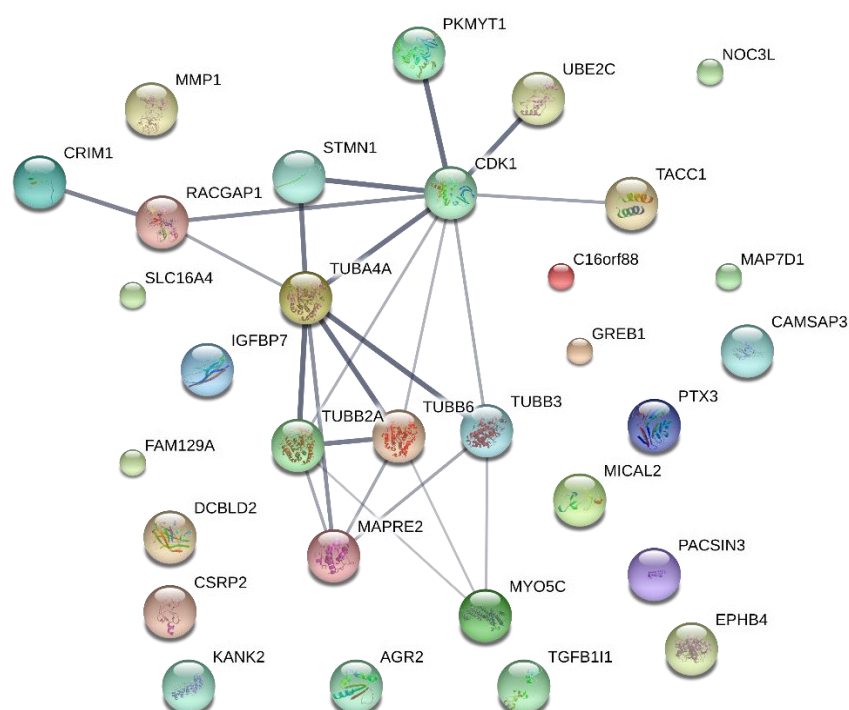 PKMYT1
NOC3L
UBE2C
MMP1
STMN1
CRIM1
CDK1
TACC1
RACGAP1
TUBA4A
C16orf88
MAP7D1
SLC16A4
CAMSAP3
GREB1
IGFBP7
PTX3
TUBB3
TUBB6
TUBB2A
FAM129A
MICAL2
DCBLD2
MAPRE2
PACSIN3
CSRP2
MYO5C
EPHB4
KANK2
AGR2
TGFB1I1